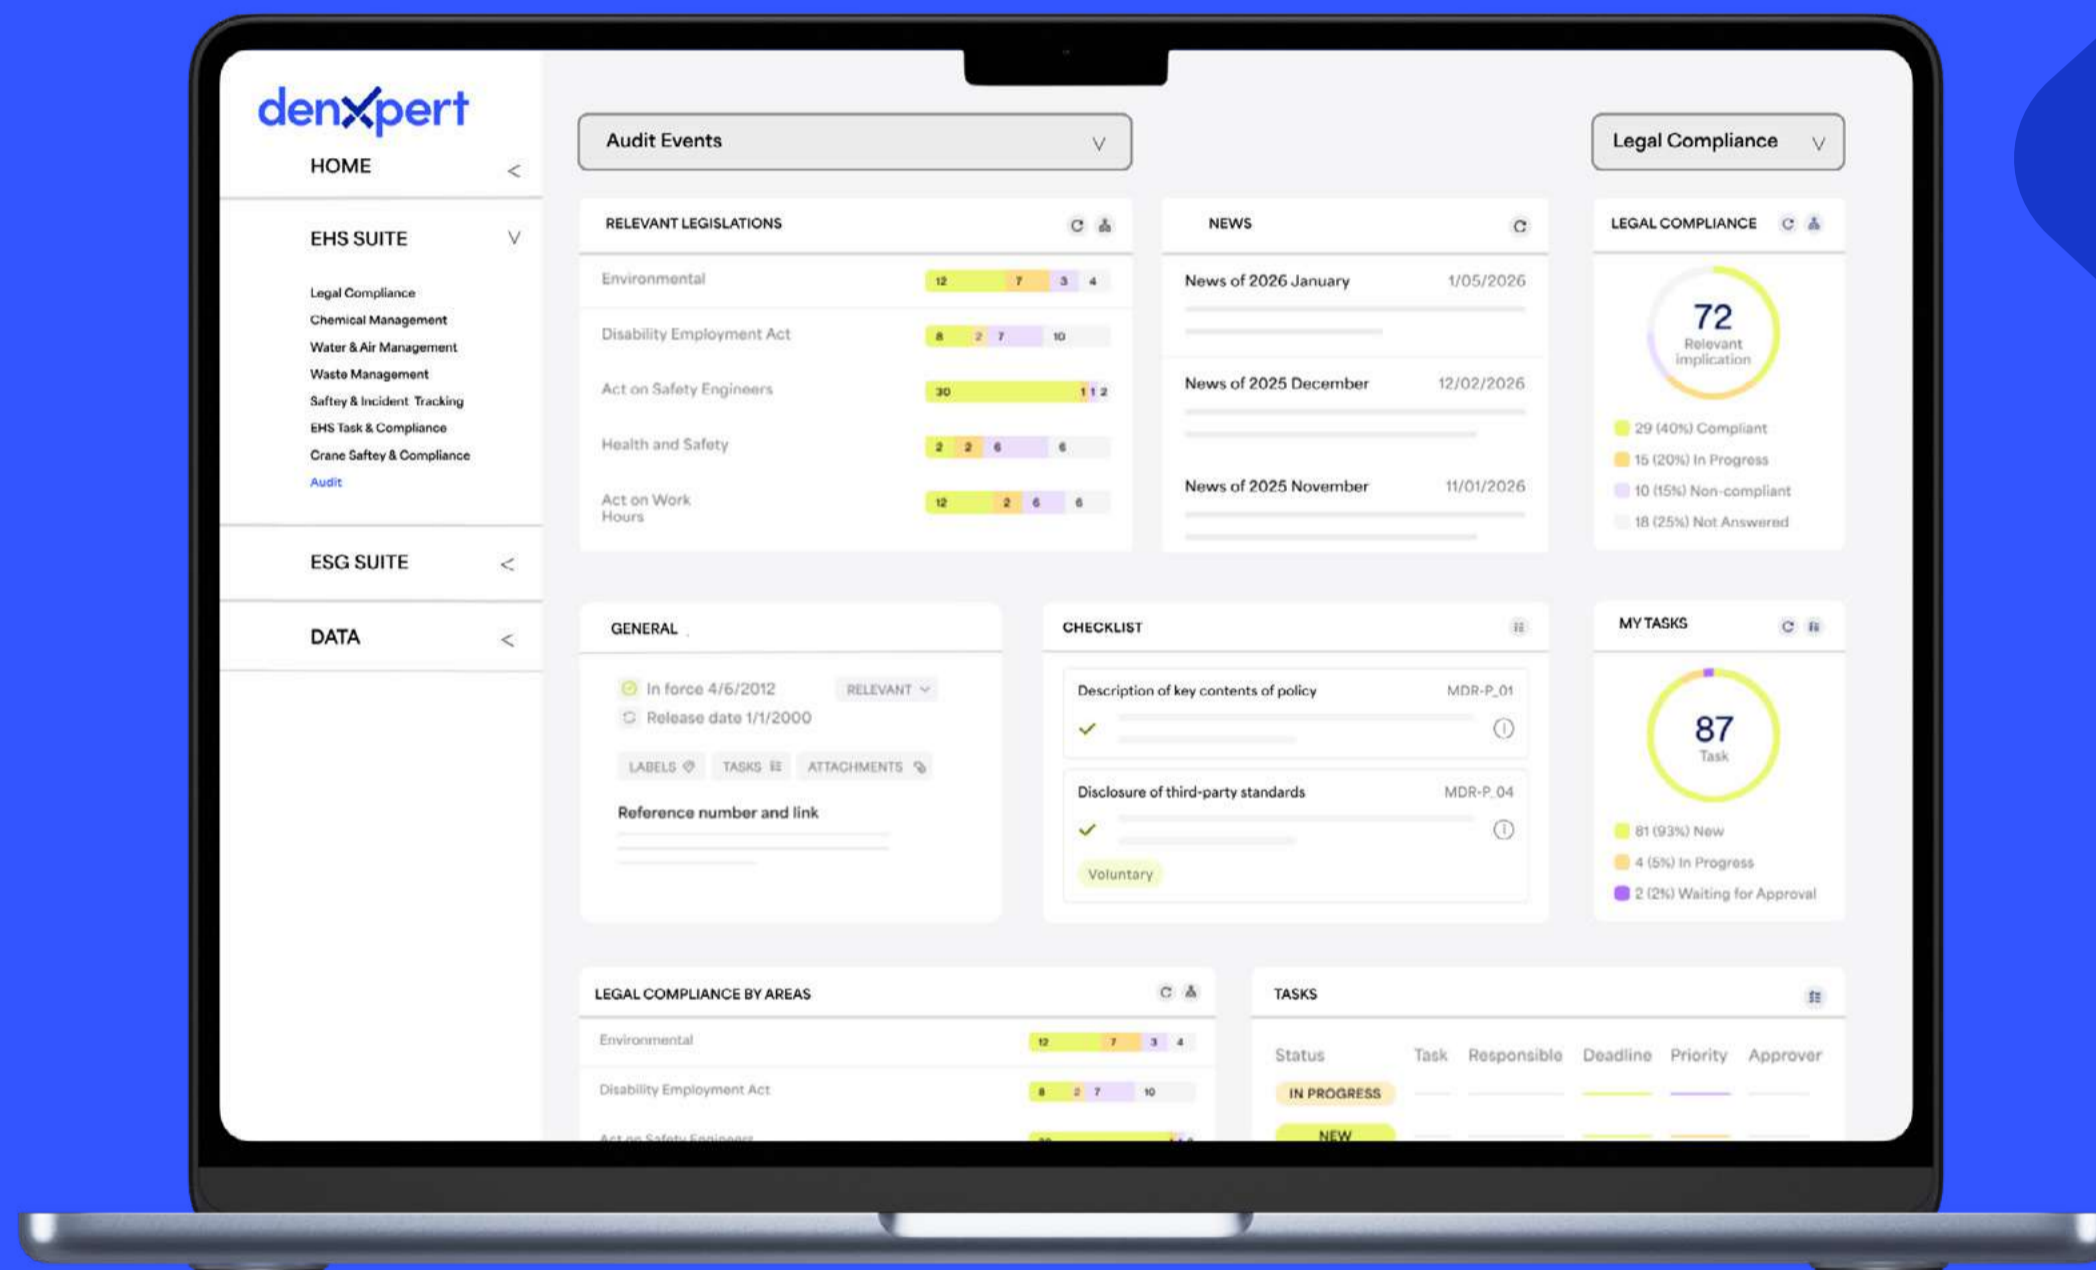 denxpert
HOME <
EHS SUITE V
Legal Compliance
Chemical Management
Water & Air Management
Waste Management
Saftey & Incident Tracking
EHS Task & Compliance
Crane Saftey & Compliance
Audit
ESG SUITE <
DATA <
Audit Events V
Legal Compliance V
RELEVANT LEGISLATIONS
Environmental 12 7 3 4
Disability Employment Act 8 2 7 10
Act on Safety Engineers 30 1 1 2
Health and Safety 2 2 6 6
Act on Work
Hours 12 2 6 6
NEWS
News of 2026 January 1/05/2026
News of 2025 December 12/02/2026
News of 2025 November 11/01/2026
LEGAL COMPLIANCE
72
Relevant
implication
29 (40%) Compliant
15 (20%) In Progress
10 (15%) Non-compliant
18 (25%) Not Answered
GENERAL
In force 4/6/2012 RELEVANT
Release date 1/1/2000
LABELS TASKS ATTACHMENTS
Reference number and link
CHECKLIST
Description of key contents of policy MDR-P_01
Disclosure of third-party standards MDR-P_04
Voluntary
MY TASKS
87
Task
81 (93%) New
4 (5%) In Progress
2 (2%) Waiting for Approval
LEGAL COMPLIANCE BY AREAS
Environmental 12 7 3 4
Disability Employment Act 8 2 7 10
Act on Safety Engineers
TASKS
Status Task Responsible Deadline Priority Approver
IN PROGRESS
NEW